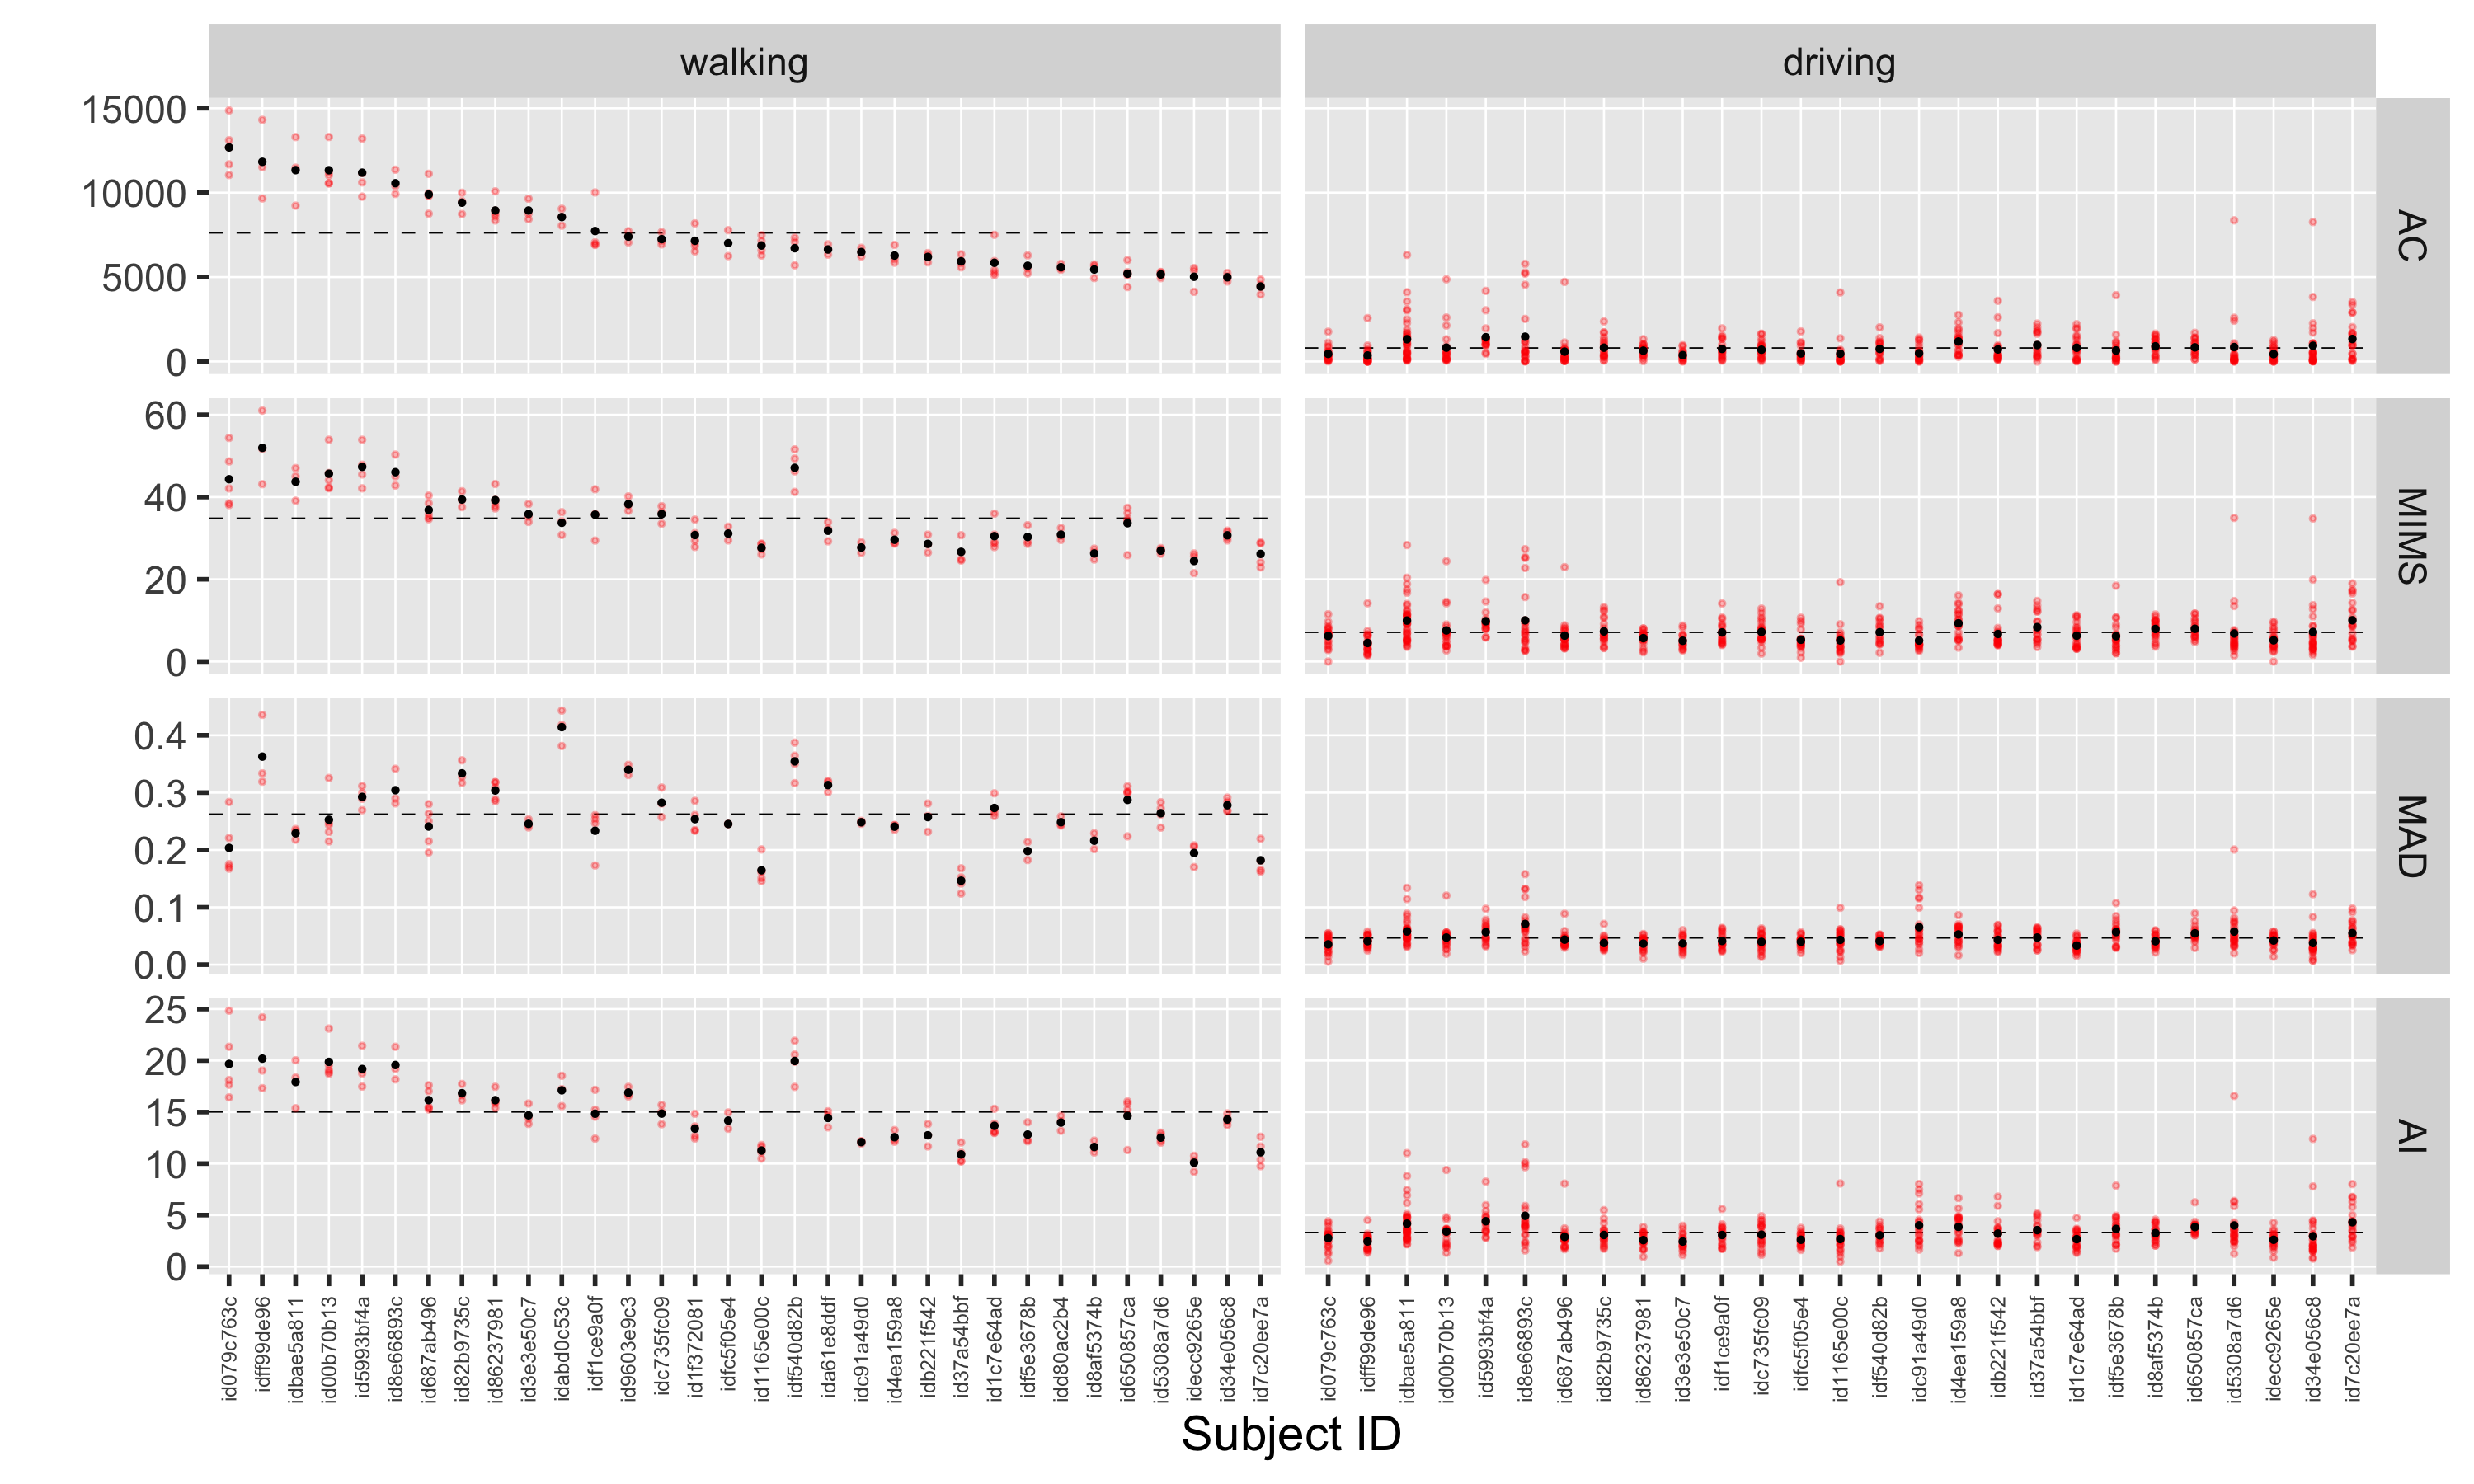 walking
driving
15000
10000
5000
0
AC
60
40
20
0
MIMS
0.4
0.3
0.2
0.1
0.0
MAD
25
20
15
10
5
0
AI
id079c763c
idff99de96
idbae5a811
id00b70b13
id5993bf4a
id8e66893c
id687ab496
id82b9735c
id86237981
id3e3e50c7
idabd0c53c
idf1ce9a0f
id9603e9c3
idc735fc09
id1f372081
idfc5f05e4
id1165e00c
idf540d82b
ida61e8ddf
idc91a49d0
id4ea159a8
idb221f542
id37a54bbf
id1c7e64ad
idf5e3678b
idd80ac2b4
id8af5374b
id650857ca
id5308a7d6
idecc9265e
id34e056c8
id7c20ee7a
id079c763c
idff99de96
idbae5a811
id00b70b13
id5993bf4a
id8e66893c
id687ab496
id82b9735c
id86237981
id3e3e50c7
idf1ce9a0f
idc735fc09
idfc5f05e4
id1165e00c
idf540d82b
idc91a49d0
id4ea159a8
idb221f542
id37a54bbf
id1c7e64ad
idf5e3678b
id8af5374b
id650857ca
id5308a7d6
idecc9265e
id34e056c8
id7c20ee7a
Subject ID